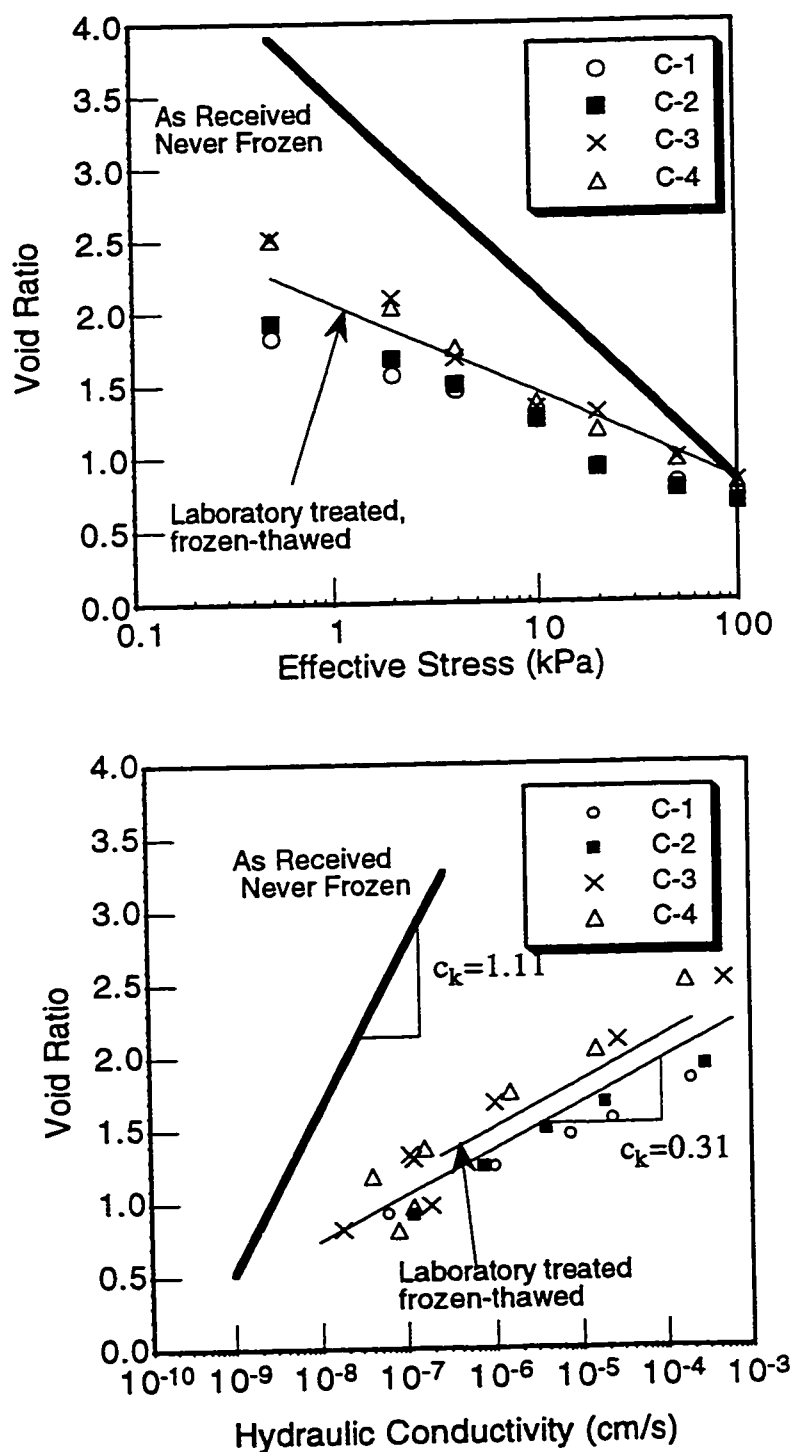 4.0
3.5
3.0
2.5
2.0
1.5
1.0
0.5
0.0
Void Ratio
As Received
Never Frozen
C-1
C-2
C-3
C-4
Laboratory treated,
frozen-thawed
0.1
1
10
100
Effective Stress (kPa)
4.0
3.5
3.0
2.5
2.0
1.5
1.0
0.5
0.0
Void Ratio
As Received
Never Frozen
C-1
C-2
C-3
C-4
c_k=1.11
c_k=0.31
Laboratory treated
frozen-thawed
10^-10
10^-9
10^-8
10^-7
10^-6
10^-5
10^-4
10^-3
Hydraulic Conductivity (cm/s)